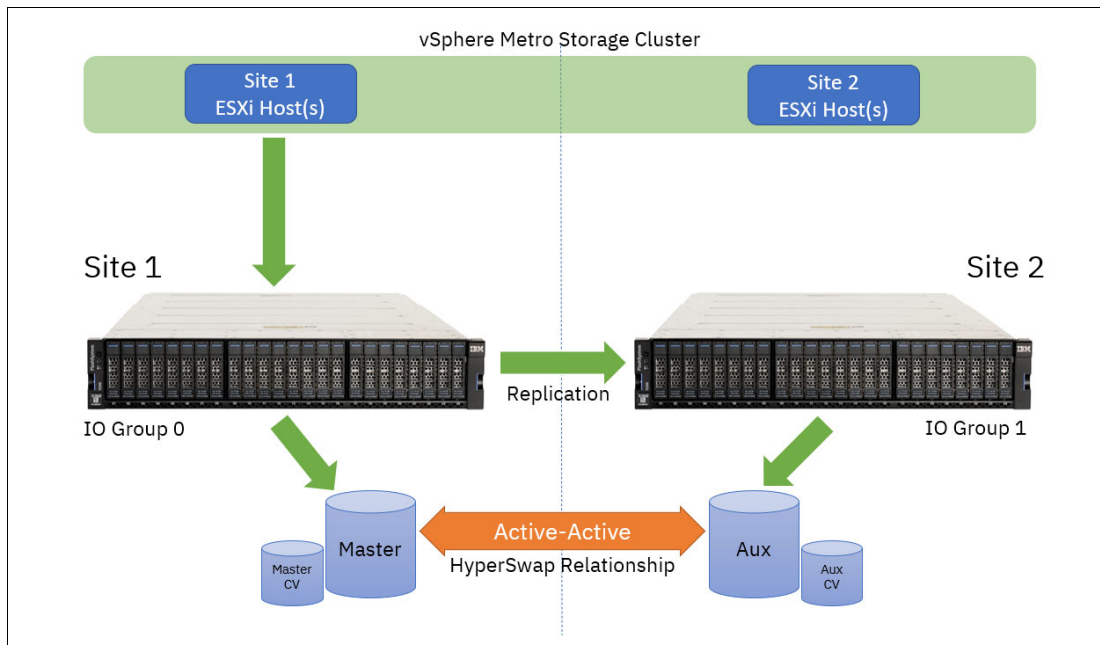 vSphere Metro Storage Cluster
Site 1
ESXi Host(s)
Site 2
ESXi Host(s)
Site 1
Site 2
IBM
IBM
Replication
IO Group 0
IO Group 1
Master
Master
CV
Active-Active
HyperSwap Relationship
Aux
Aux
CV